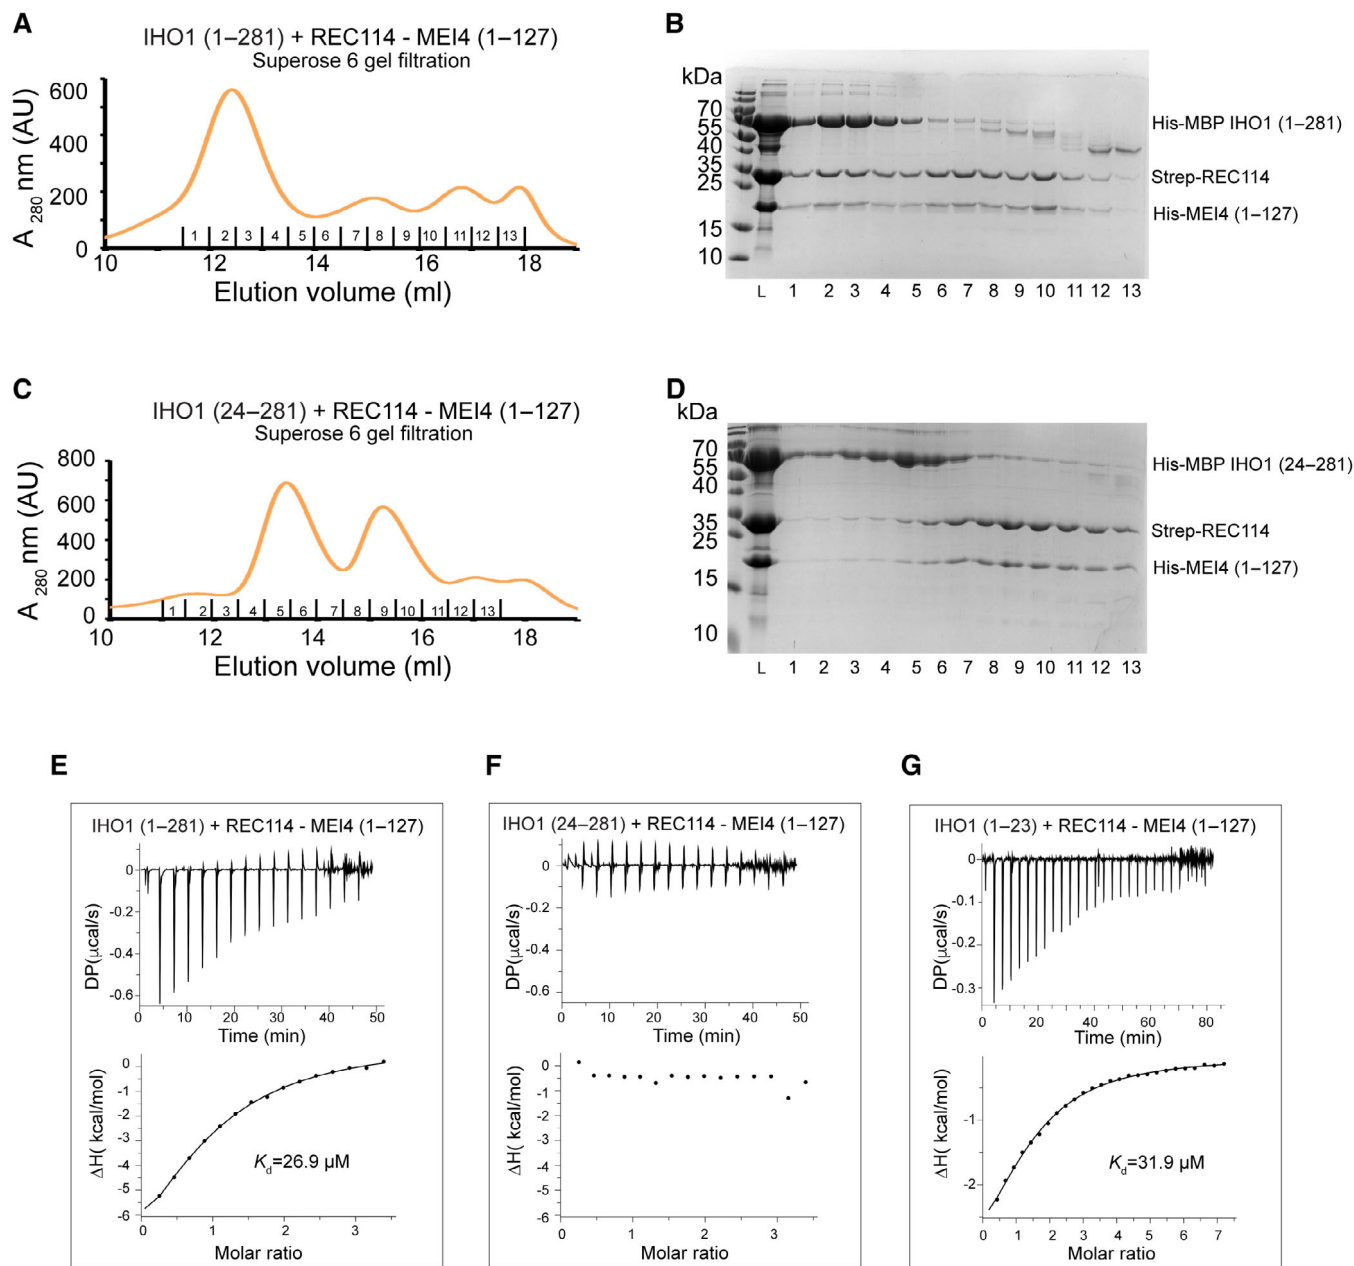 A
IHO1 (1–281) + REC114 - MEI4 (1–127)
Superose 6 gel filtration
A 280 nm (AU)
600
400
200
0
1 2 3 4 5 6 7 8 9 10 11 12 13
10 12 14 16 18
Elution volume (ml)
B
kDa
70
55
40
35
25
15
10
His-MBP IHO1 (1–281)
Strep-REC114
His-MEI4 (1–127)
L 1 2 3 4 5 6 7 8 9 10 11 12 13
C
IHO1 (24–281) + REC114 - MEI4 (1–127)
Superose 6 gel filtration
A 280 nm (AU)
800
600
400
200
0
1 2 3 4 5 6 7 8 9 10 11 12 13
10 12 14 16 18
Elution volume (ml)
D
kDa
70
55
40
35
25
15
10
His-MBP IHO1 (24–281)
Strep-REC114
His-MEI4 (1–127)
L 1 2 3 4 5 6 7 8 9 10 11 12 13
E
IHO1 (1–281) + REC114 - MEI4 (1–127)
DP(µcal/s)
0
-0.2
-0.4
-0.6
0 10 20 30 40 50
Time (min)
ΔH( kcal/mol)
0
-1
-2
-3
-4
-5
-6
Kd=26.9 µM
0 1 2 3
Molar ratio
F
IHO1 (24–281) + REC114 - MEI4 (1–127)
DP(µcal/s)
0
-0.2
-0.4
-0.6
0 10 20 30 40 50
Time (min)
ΔH( kcal/mol)
0
-1
-2
-3
-4
-5
-6
0 1 2 3
Molar ratio
G
IHO1 (1–23) + REC114 - MEI4 (1–127)
DP(µcal/s)
0
-0.1
-0.2
-0.3
0 20 40 60 80
Time (min)
ΔH( kcal/mol)
0
-1
-2
Kd=31.9 µM
0 1 2 3 4 5 6 7
Molar ratio